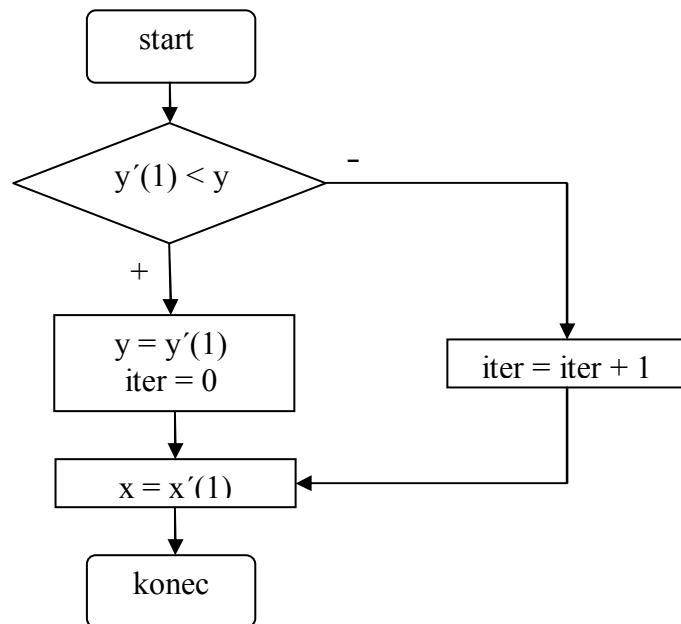 start
y´(1) < y
-
+
y = y´(1)
iter = 0
iter = iter + 1
x = x´(1)
konec